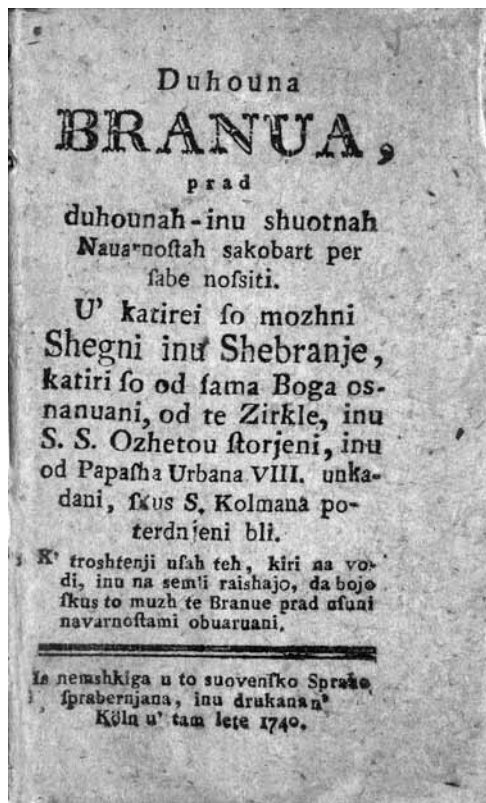 Duhouna
BRANUA,
prad
duhounah-inu shuotnah
Nauarnoſtah sakobart per
ſabe noſsiti.
U' katirei ſo mozhni
Shegni inu Shebranje,
katiri ſo od ſama Boga os-
nanuani, od te Zirkle, inu
S. S. Ozhetou ſtorjeni, inu
od Papaſha Urbana VIII. unka-
dani, ſkus S. Kolmana po-
terdnjeni bli.
K' troshtenji uſah teh, kiri na vo-
di, inu na semli raishajo, da bojo
ſkus to muzh te Branue prad uſuni
navarnoſtami obuaruani.
Is nemshkiga u to suovenſko Spraho
ſprabernjana, inu drukanan
Köln u' tam lete 1740.